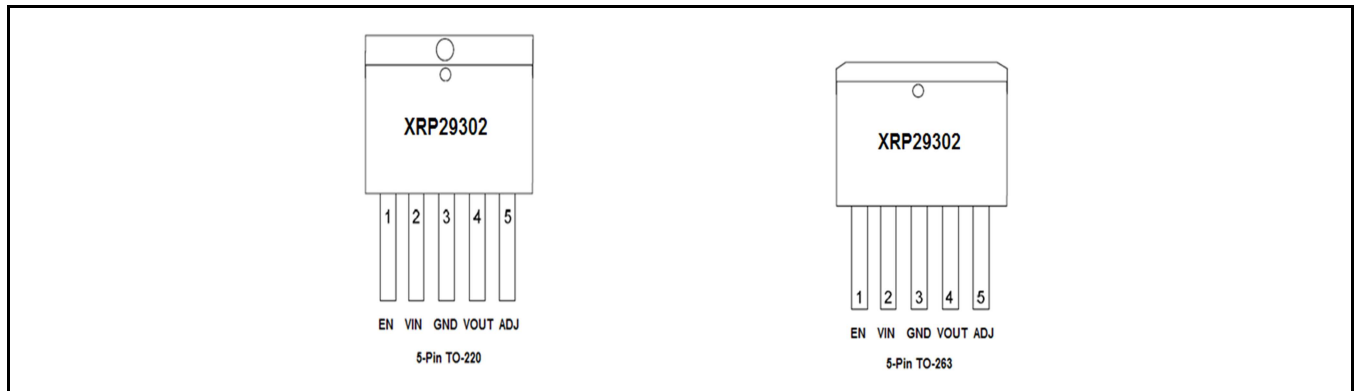 XRP29302
1 2 3 4 5
EN VIN GND VOUT ADJ
5-Pin TO-220
XRP29302
1 2 3 4 5
EN VIN GND VOUT ADJ
5-Pin TO-263